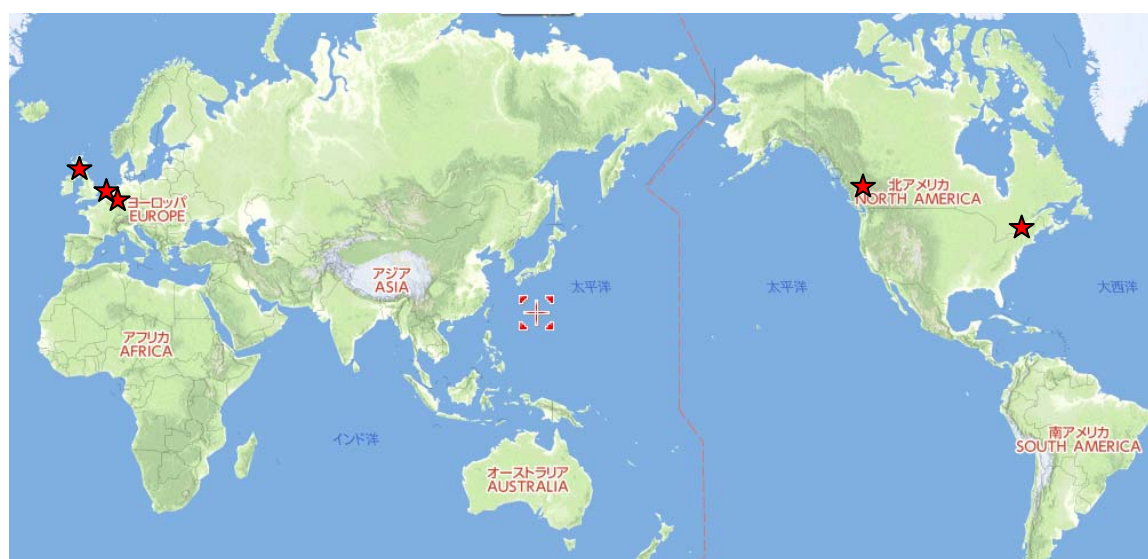 ヨーロッパ
EUROPE
北アメリカ
NORTH AMERICA
アジア
ASIA
太平洋
太平洋
大西洋
アフリカ
AFRICA
インド洋
オーストラリア
AUSTRALIA
南アメリカ
SOUTH AMERICA